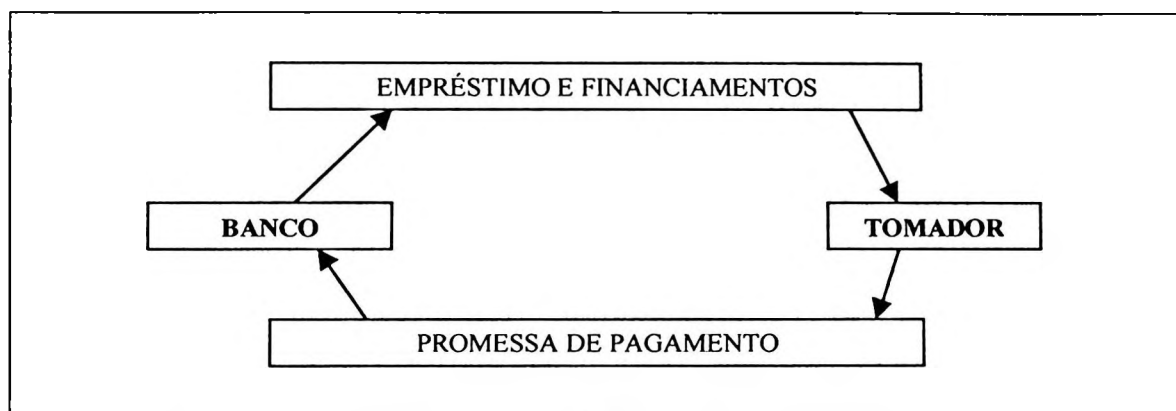 EMPRÉSTIMO E FINANCIAMENTOS
BANCO
TOMADOR
PROMESSA DE PAGAMENTO